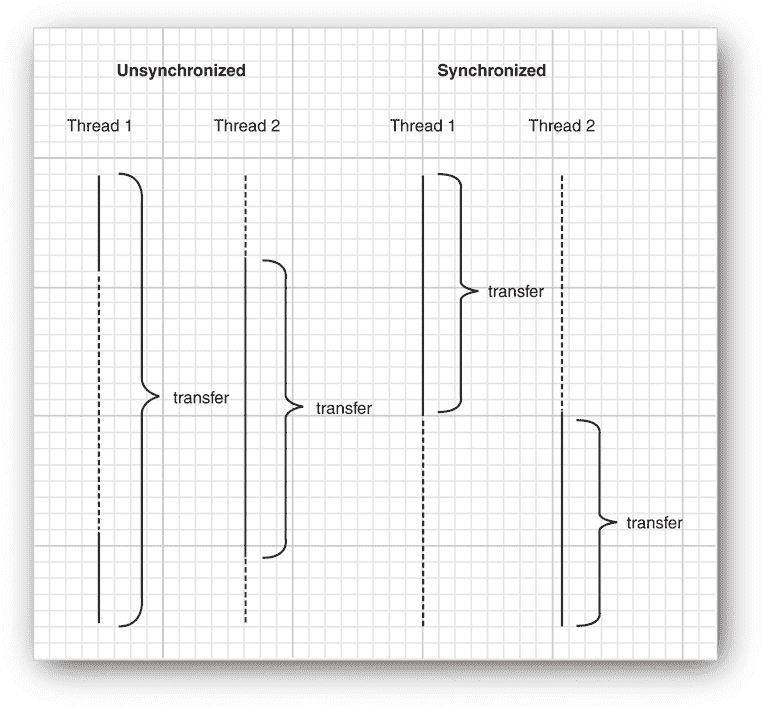 Unsynchronized Synchronized
Thread 1 Thread 2 Thread 1 Thread 2
transfer
transfer
transfer
transfer